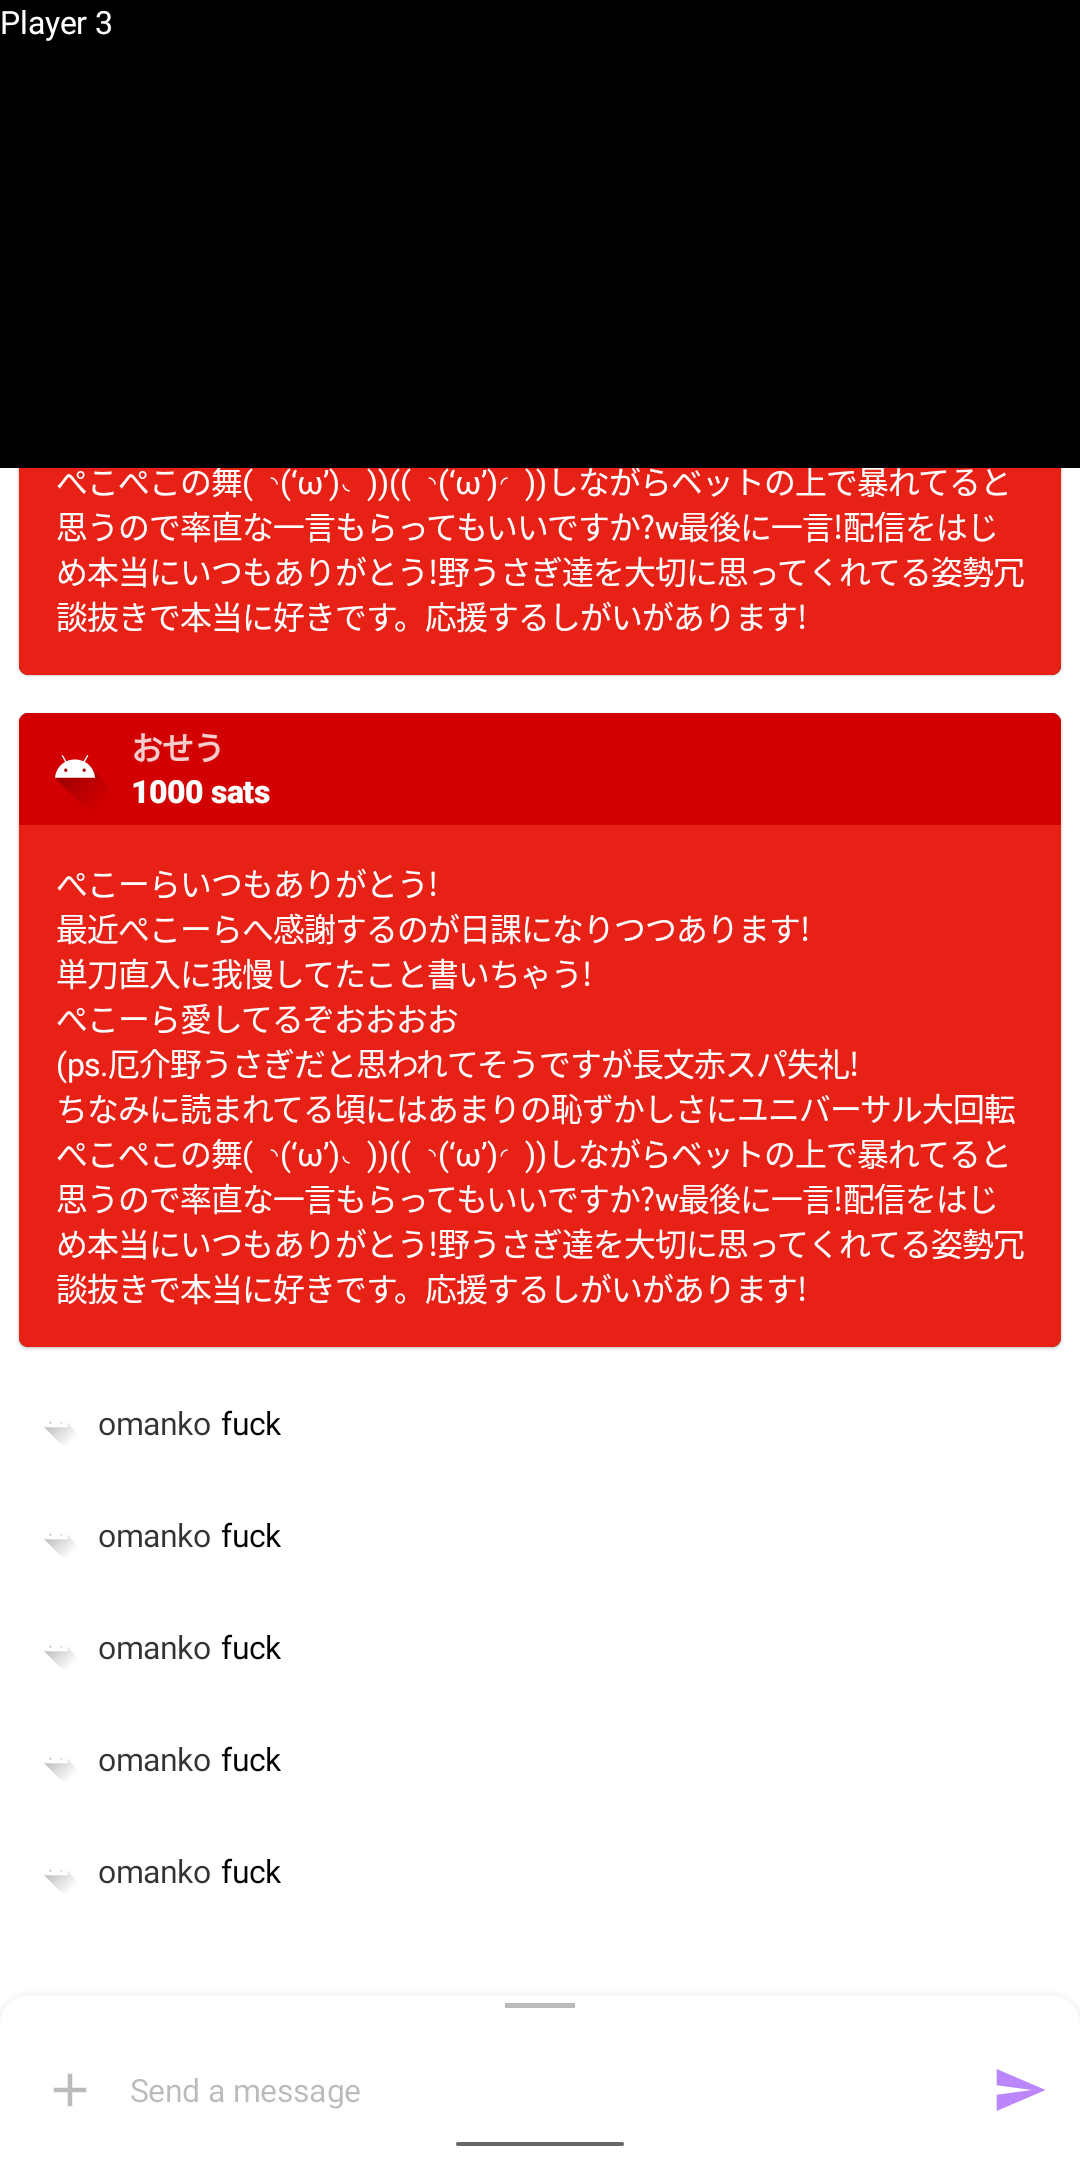 Player 3
ぺこぺこの舞(  ◝('ω')◟ ))((  ◝('ω')◜ ))しながらベットの上で暴れてると
思うので率直な一言もらってもいいですか?w最後に一言!配信をはじ
め本当にいつもありがとう!野うさぎ達を大切に思ってくれてる姿勢冗
談抜きで本当に好きです。応援するしがいがあります!
おせう
1000 sats
ぺこーらいつもありがとう!
最近ぺこーらへ感謝するのが日課になりつつあります!
単刀直入に我慢してたこと書いちゃう!
ぺこーら愛してるぞおおおお
(ps.厄介野うさぎだと思われてそうですが長文赤スパ失礼!
ちなみに読まれてる頃にはあまりの恥ずかしさにユニバーサル大回転
ぺこぺこの舞(  ◝('ω')◟ ))((  ◝('ω')◜ ))しながらベットの上で暴れてると
思うので率直な一言もらってもいいですか?w最後に一言!配信をはじ
め本当にいつもありがとう!野うさぎ達を大切に思ってくれてる姿勢冗
談抜きで本当に好きです。応援するしがいがあります!
omanko fuck
omanko fuck
omanko fuck
omanko fuck
omanko fuck
Send a message